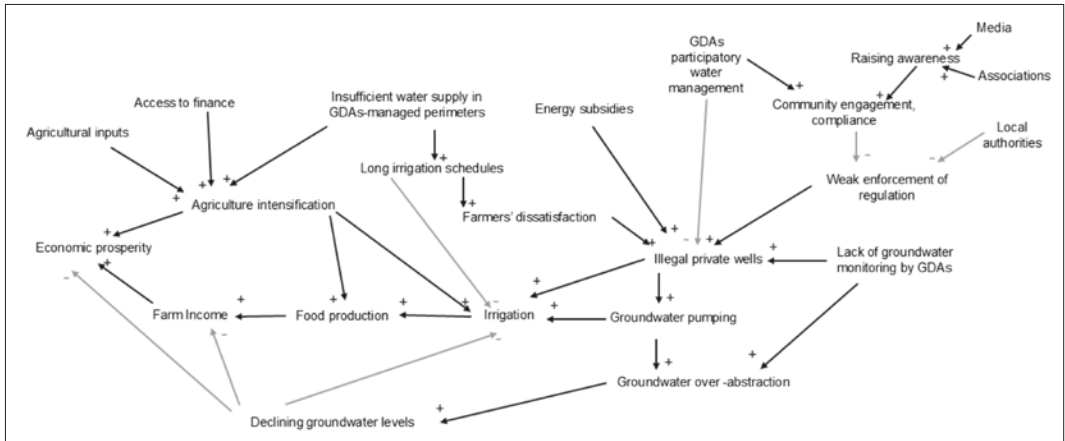 Media
GDAs
participatory
water
management
Raising awareness
Associations
Access to finance
Insufficient water supply in
GDAs-managed perimeters
Energy subsidies
Community engagement,
compliance
Agricultural inputs
Local
authorities
Long irrigation schedules
Weak enforcement of
regulation
Agriculture intensification
Farmers' dissatisfaction
Economic prosperity
Illegal private wells
Lack of groundwater
monitoring by GDAs
Farm Income
Food production
Irrigation
Groundwater pumping
Groundwater over -abstraction
Declining groundwater levels